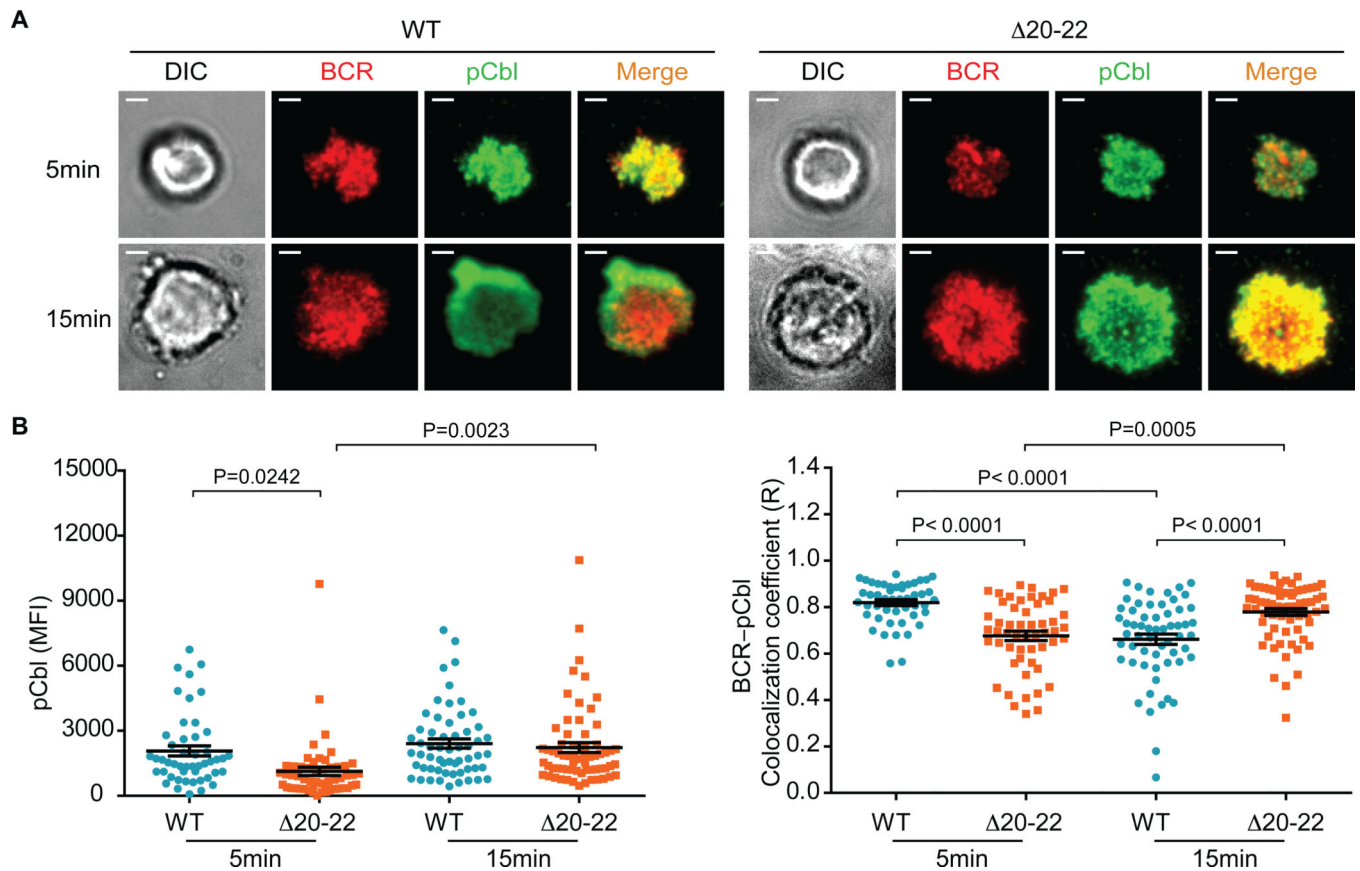 A
WT Δ20-22
DIC BCR pCbl Merge DIC BCR pCbl Merge
5min
15min
B
P=0.0023
P=0.0242
15000
12000
9000
6000
3000
0
pCbl (MFI)
WT Δ20-22 WT Δ20-22
5min 15min
P=0.0005
P< 0.0001
P< 0.0001 P< 0.0001
1.4
1.2
1.0
0.8
0.6
0.4
0.2
0.0
BCR–pCbl
Colocalization coefficient (R)
WT Δ20-22 WT Δ20-22
5min 15min